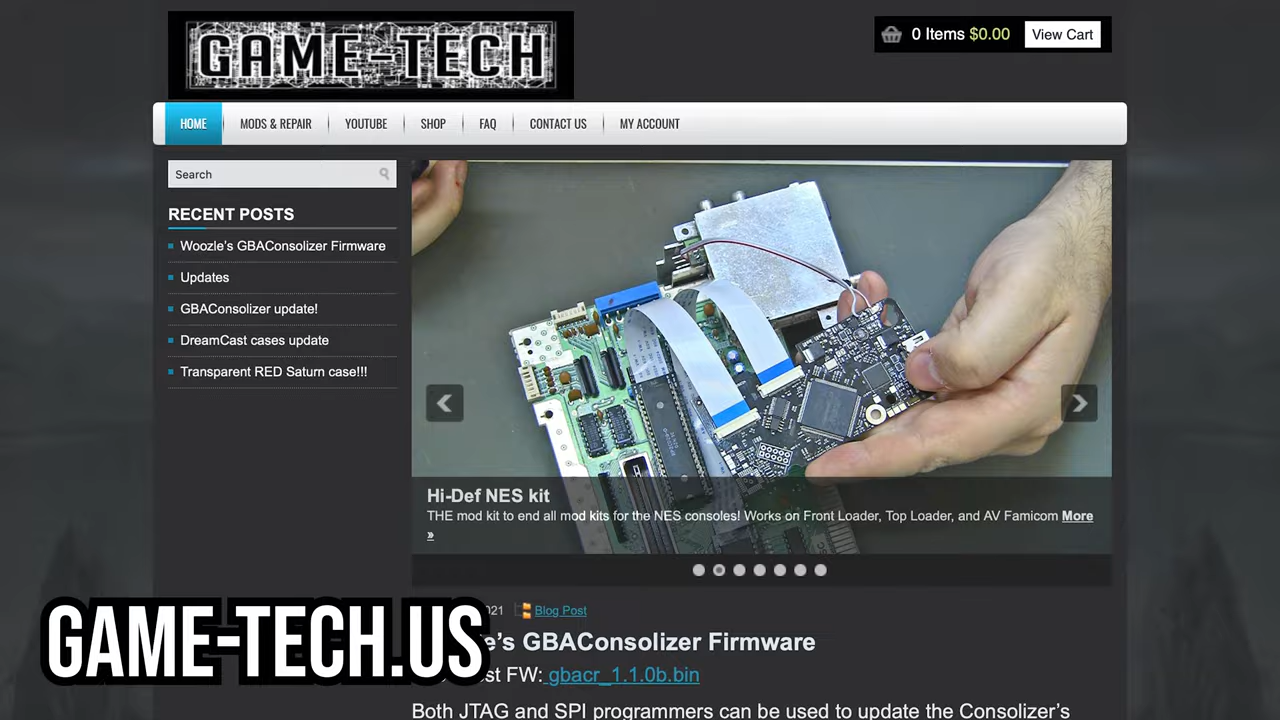 GAME-TECH
0 Items $0.00 View Cart
HOME MODS & REPAIR YOUTUBE SHOP FAQ CONTACT US MY ACCOUNT
Search
RECENT POSTS
Woozle's GBAConsolizer Firmware
Updates
GBAConsolizer update!
DreamCast cases update
Transparent RED Saturn case!!!
Hi-Def NES kit
THE mod kit to end all mod kits for the NES consoles! Works on Front Loader, Top Loader, and AV Famicom More
»
021 Blog Post
e's GBAConsolizer Firmware
st FW: gbacr_1.1.0b.bin
Both JTAG and SPI programmers can be used to update the Consolizer's
GAME-TECH.US